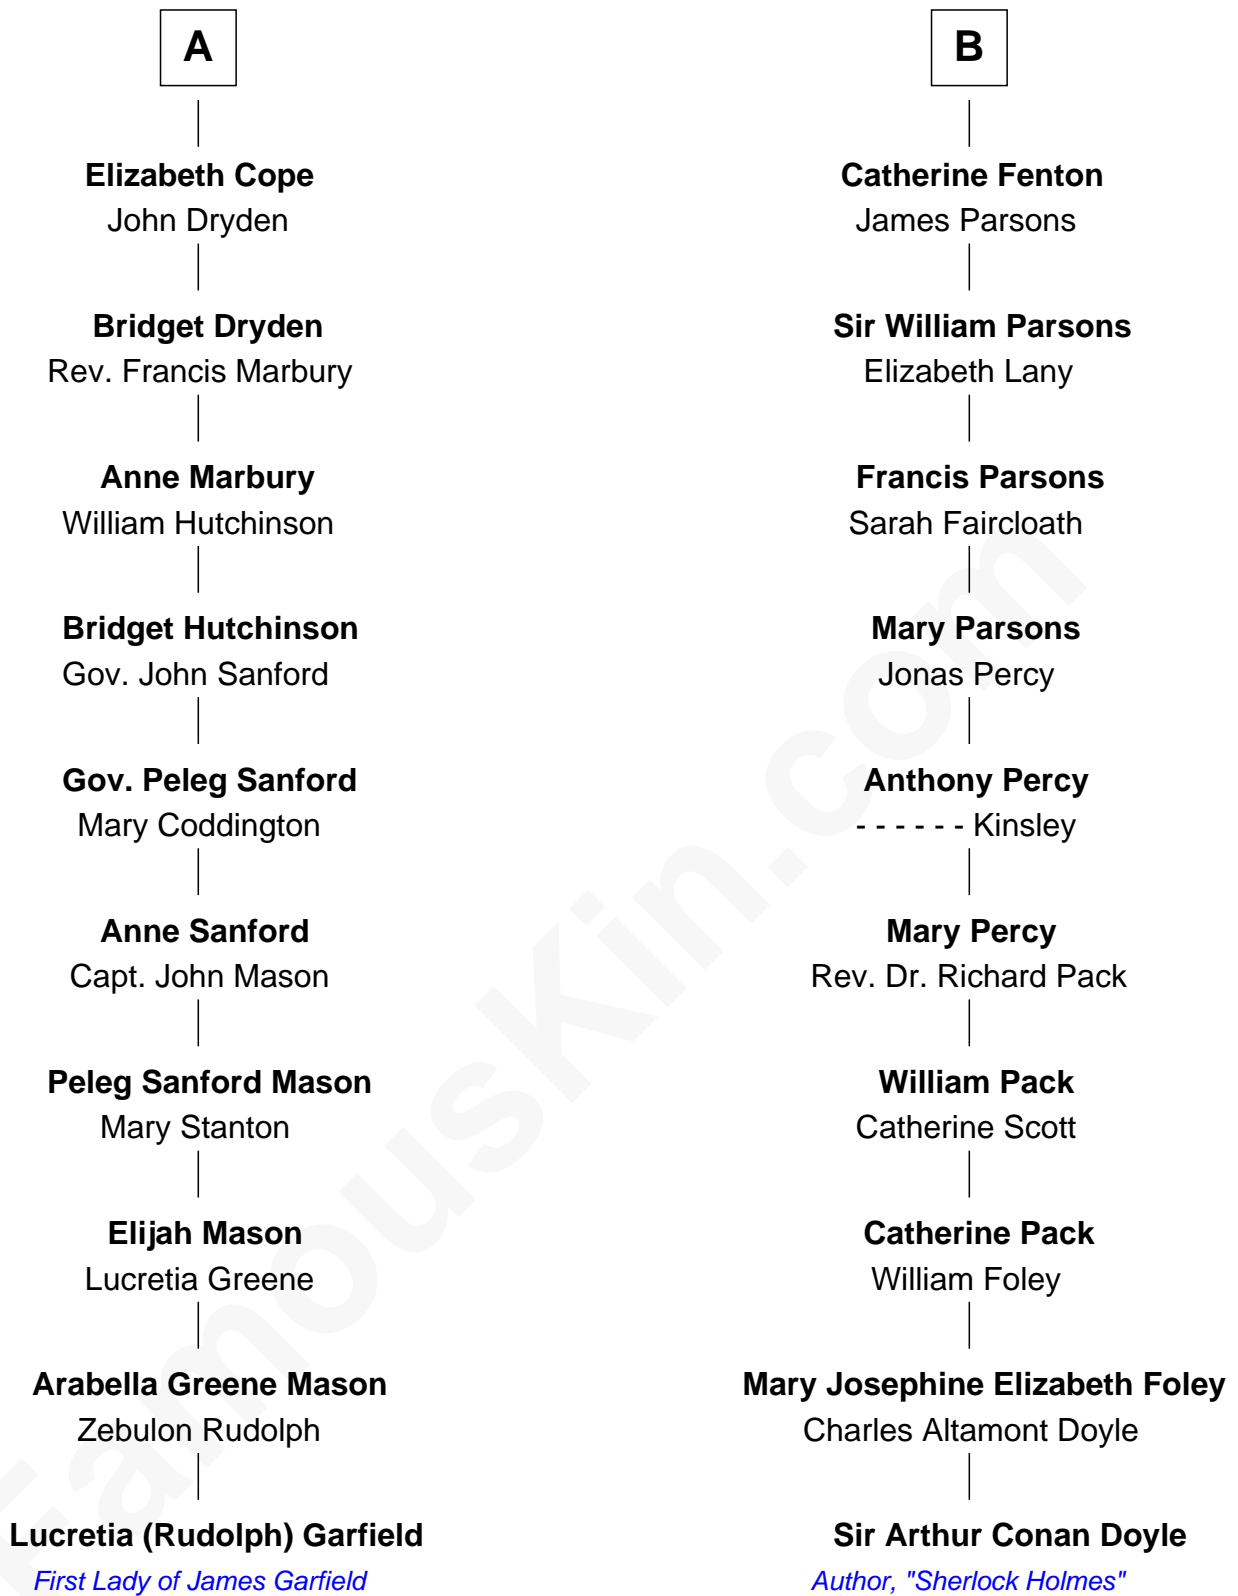 A
Elizabeth Cope
John Dryden
Bridget Dryden
Rev. Francis Marbury
Anne Marbury
William Hutchinson
Bridget Hutchinson
Gov. John Sanford
Gov. Peleg Sanford
Mary Coddington
Anne Sanford
Capt. John Mason
Peleg Sanford Mason
Mary Stanton
Elijah Mason
Lucretia Greene
Arabella Greene Mason
Zebulon Rudolph
Lucretia (Rudolph) Garfield
First Lady of James Garfield
B
Catherine Fenton
James Parsons
Sir William Parsons
Elizabeth Lany
Francis Parsons
Sarah Faircloath
Mary Parsons
Jonas Percy
Anthony Percy
- - - - - - Kinsley
Mary Percy
Rev. Dr. Richard Pack
William Pack
Catherine Scott
Catherine Pack
William Foley
Mary Josephine Elizabeth Foley
Charles Altamont Doyle
Sir Arthur Conan Doyle
Author, "Sherlock Holmes"
FamousKin.com